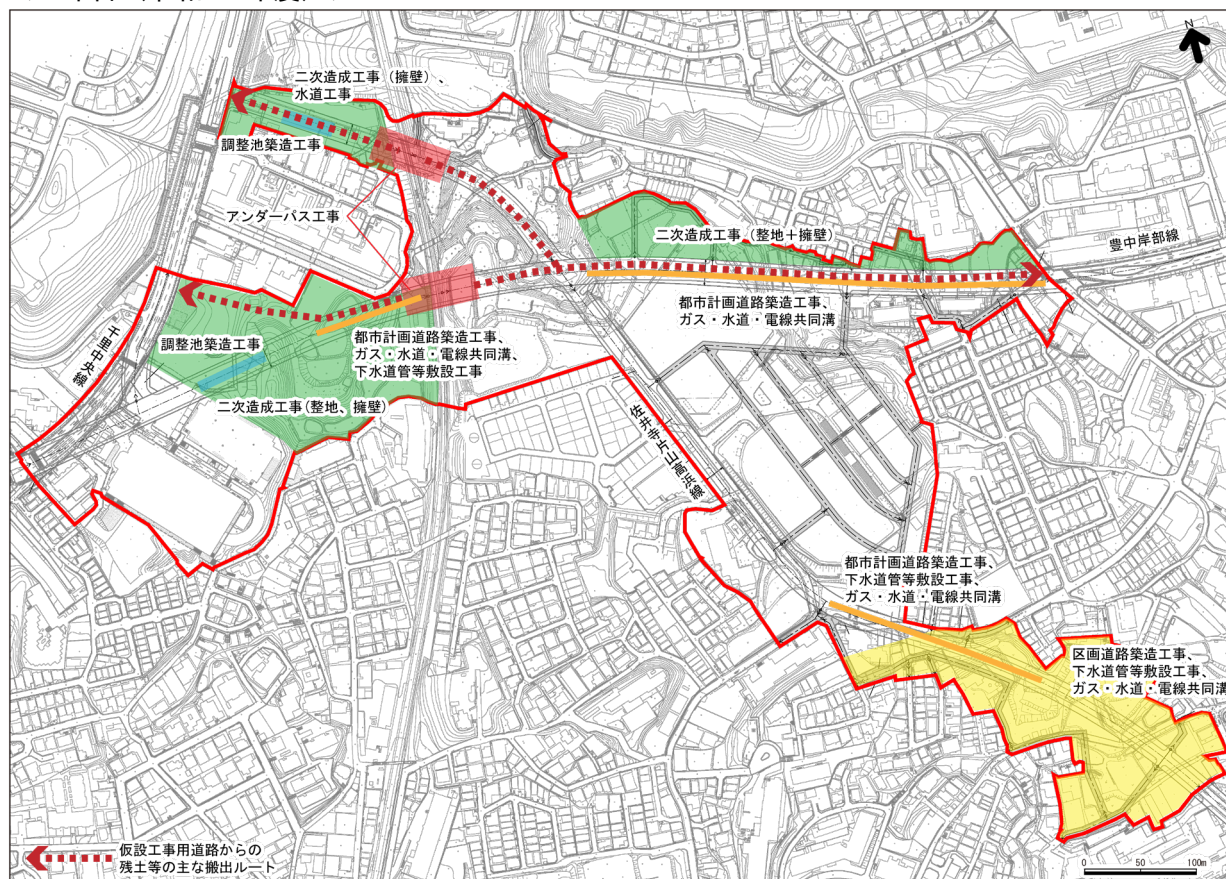 N
二次造成工事（擁壁）、
水道工事
調整池築造工事
アンダーパス工事
二次造成工事（整地＋擁壁）
豊中岸部線
都市計画道路築造工事、
ガス・水道・電線共同溝
千里中央線
調整池築造工事
都市計画道路築造工事、
ガス・水道・電線共同溝、
下水道管等敷設工事
二次造成工事（整地、擁壁）
佐井寺片山高浜線
都市計画道路築造工事、
下水道管等敷設工事、
ガス・水道・電線共同溝
区画道路築造工事、
下水道管等敷設工事、
ガス・水道・電線共同溝
仮設工事用道路からの
残土等の主な搬出ルート
0 50 100m